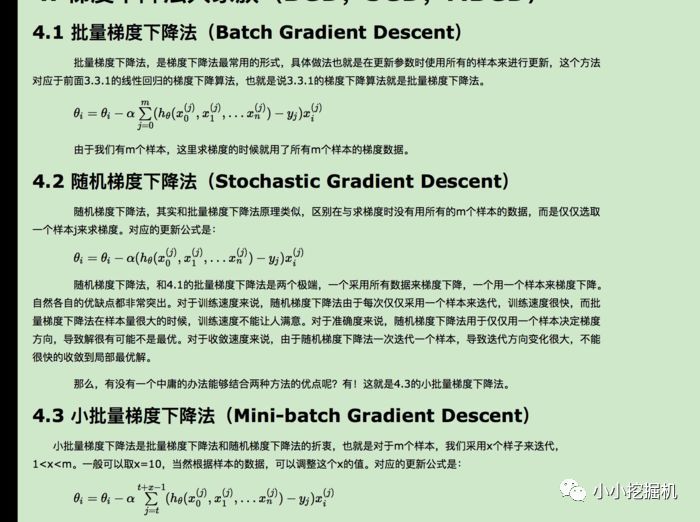 4.1 批量梯度下降法（Batch Gradient Descent）
批量梯度下降法，是梯度下降法最常用的形式，具体做法也就是在更新参数时使用所有的样本来进行更新，这个方法
对应于前面3.3.1的线性回归的梯度下降算法，也就是说3.3.1的梯度下降算法就是批量梯度下降法。
θ_i = θ_i − α ∑_{j=0}^{m} (h_θ(x_0^{(j)}, x_1^{(j)}, ... x_n^{(j)}) − y_j) x_i^{(j)}
由于我们有m个样本，这里求梯度的时候就用了所有m个样本的梯度数据。
4.2 随机梯度下降法（Stochastic Gradient Descent）
随机梯度下降法，其实和批量梯度下降法原理类似，区别在与求梯度时没有用所有的m个样本的数据，而是仅仅选取
一个样本j来求梯度。对应的更新公式是：
θ_i = θ_i − α(h_θ(x_0^{(j)}, x_1^{(j)}, ... x_n^{(j)}) − y_j) x_i^{(j)}
随机梯度下降法，和4.1的批量梯度下降法是两个极端，一个采用所有数据来梯度下降，一个用一个样本来梯度下降。
自然各自的优缺点都非常突出。对于训练速度来说，随机梯度下降法由于每次仅仅采用一个样本来迭代，训练速度很快，而批
量梯度下降法在样本量很大的时候，训练速度不能让人满意。对于准确度来说，随机梯度下降法用于仅仅用一个样本决定梯度
方向，导致解很有可能不是最优。对于收敛速度来说，由于随机梯度下降法一次迭代一个样本，导致迭代方向变化很大，不能
很快的收敛到局部最优解。
那么，有没有一个中庸的办法能够结合两种方法的优点呢？有！这就是4.3的小批量梯度下降法。
4.3 小批量梯度下降法（Mini-batch Gradient Descent）
小批量梯度下降法是批量梯度下降法和随机梯度下降法的折衷，也就是对于m个样本，我们采用x个样子来迭代，
1<x<m。一般可以取x=10，当然根据样本的数据，可以调整这个x的值。对应的更新公式是：
θ_i = θ_i − α ∑_{j=t}^{t+x−1} (h_θ(x_0^{(j)}, x_1^{(j)}, ... x_n^{(j)}) − y_j) x_i^{(j)}
小小挖掘机